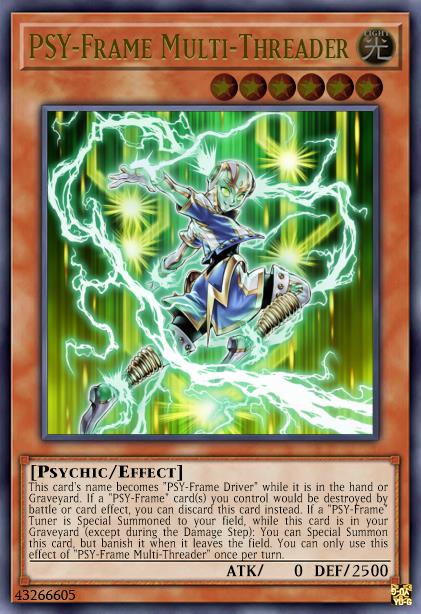 PSY-Frame Multi-Threader
LIGHT
光
[Psychic/Effect]
This card's name becomes "PSY-Frame Driver" while it is in the hand or
Graveyard. If a "PSY-Frame" card(s) you control would be destroyed by
battle or card effect, you can discard this card instead. If a "PSY-Frame"
Tuner is Special Summoned to your field, while this card is in your
Graveyard (except during the Damage Step): You can Special Summon
this card, but banish it when it leaves the field. You can only use this
effect of "PSY-Frame Multi-Threader" once per turn.
ATK/ 0 DEF/2500
43266605